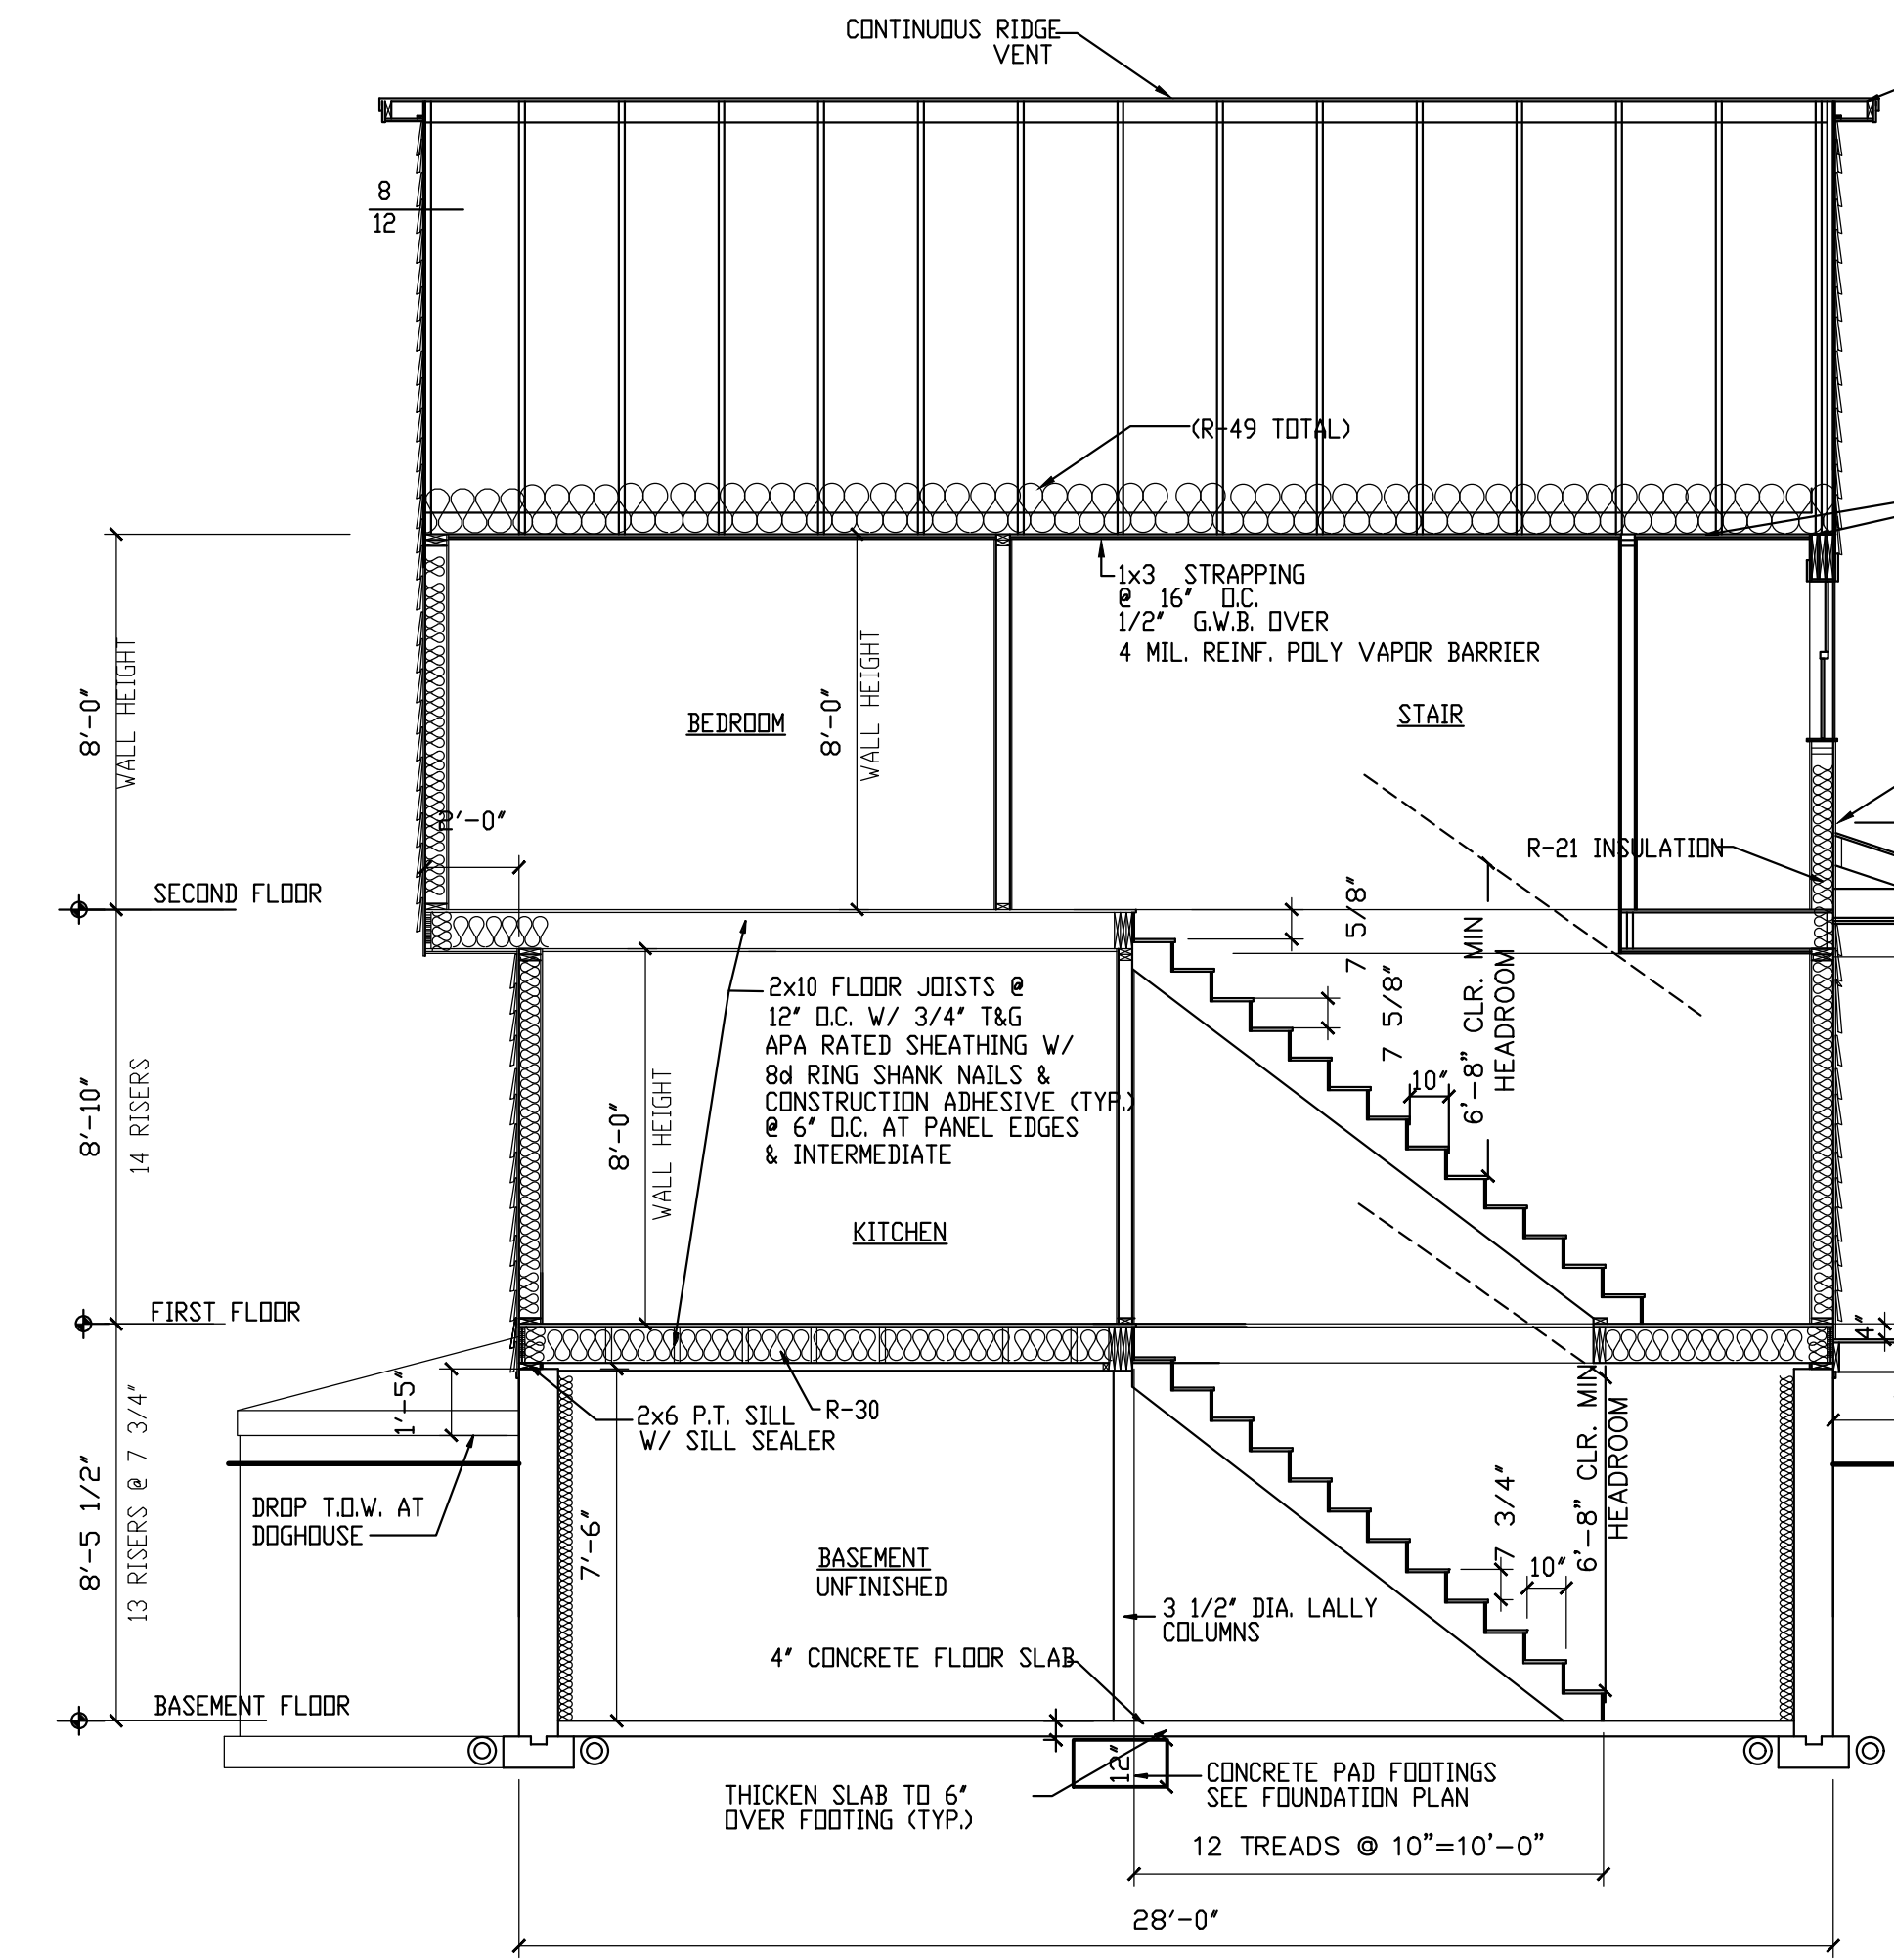 CONTINUOUS RIDGE
VENT
8
12
(R-49 TOTAL)
1x3 STRAPPING
@ 16" O.C.
1/2" G.W.B. OVER
4 MIL. REINF. POLY VAPOR BARRIER
8'-0"
WALL HEIGHT
BEDROOM
8'-0"
WALL HEIGHT
STAIR
2'-0"
R-21 INSULATION
SECOND FLOOR
7 5/8"
7 5/8"
10"
6'-8" CLR. MIN
HEADROOM
2x10 FLOOR JOISTS @
12" O.C. W/ 3/4" T&G
APA RATED SHEATHING W/
8d RING SHANK NAILS &
CONSTRUCTION ADHESIVE (TYP.)
@ 6" O.C. AT PANEL EDGES
& INTERMEDIATE
8'-10"
14 RISERS
8'-0"
WALL HEIGHT
KITCHEN
FIRST FLOOR
4"
1'-5"
2x6 P.T. SILL
W/ SILL SEALER
R-30
6'-8" CLR. MIN
HEADROOM
8'-5 1/2"
13 RISERS @ 7 3/4"
DROP T.O.W. AT
DOGHOUSE
7'-6"
7 3/4"
10"
BASEMENT
UNFINISHED
3 1/2" DIA. LALLY
COLUMNS
4" CONCRETE FLOOR SLAB
BASEMENT FLOOR
12"
CONCRETE PAD FOOTINGS
SEE FOUNDATION PLAN
THICKEN SLAB TO 6"
OVER FOOTING (TYP.)
12 TREADS @ 10"=10'-0"
28'-0"